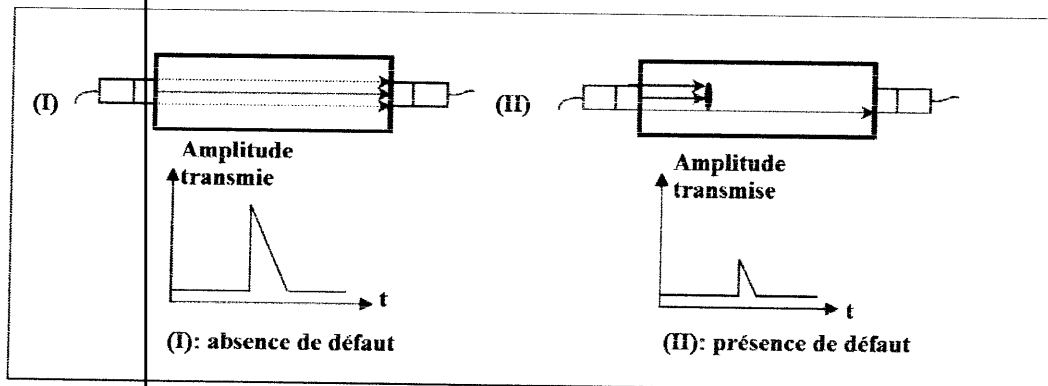 (I)
(II)
Amplitude
transmie
t
Amplitude
transmise
t
(I): absence de défaut
(II): présence de défaut